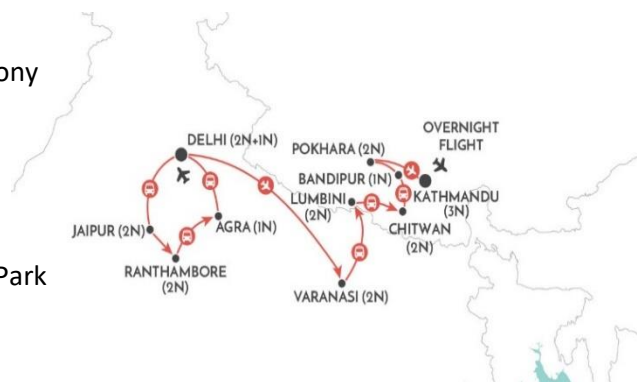 ony
Park
DELHI (2N+1N)
JAIPUR (2N)
RANTHAMBORE
(2N)
AGRA (1N)
VARANASI (2N)
LUMBINI
(2N)
CHITWAN
(2N)
BANDIPUR (1N)
POKHARA (2N)
KATHMANDU
(3N)
OVERNIGHT
FLIGHT